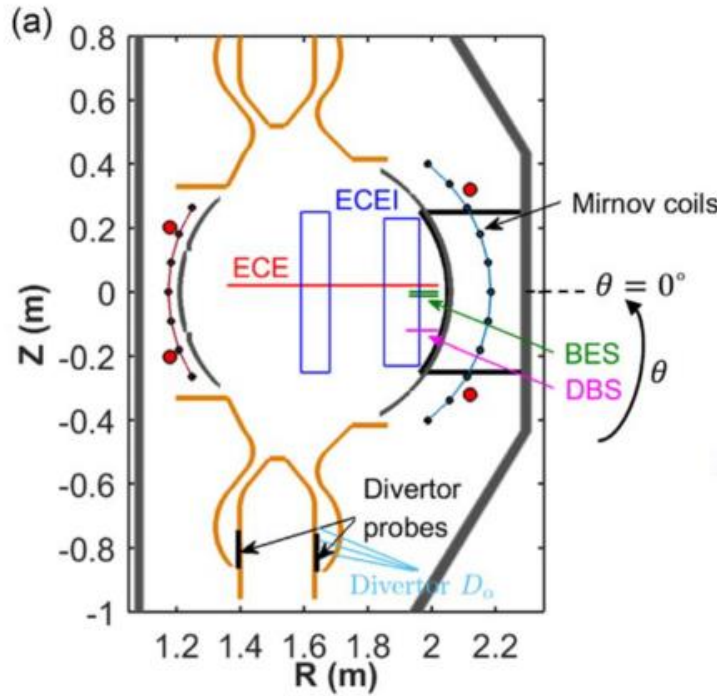 (a)
0.8
0.6
0.4
0.2
0
-0.2
-0.4
-0.6
-0.8
-1
Z (m)
1.2 1.4 1.6 1.8 2 2.2
R (m)
ECEI
ECE
Mirnov coils
θ = 0°
BES
DBS
θ
Divertor
probes
Divertor Dα